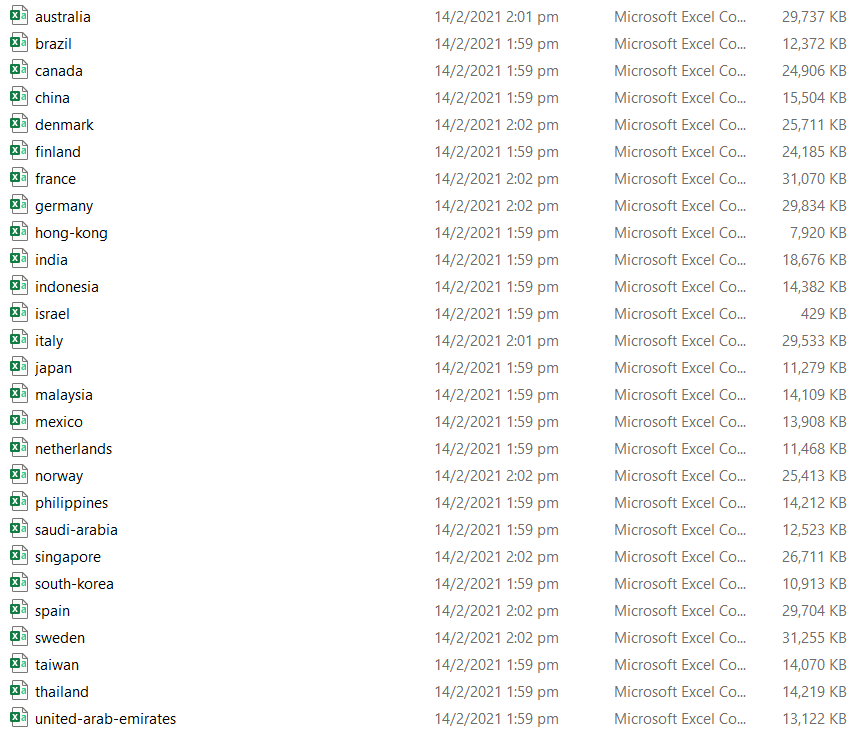 australia 14/2/2021 2:01 pm Microsoft Excel Co... 29,737 KB
brazil 14/2/2021 1:59 pm Microsoft Excel Co... 12,372 KB
canada 14/2/2021 1:59 pm Microsoft Excel Co... 24,906 KB
china 14/2/2021 1:59 pm Microsoft Excel Co... 15,504 KB
denmark 14/2/2021 2:02 pm Microsoft Excel Co... 25,711 KB
finland 14/2/2021 1:59 pm Microsoft Excel Co... 24,185 KB
france 14/2/2021 2:02 pm Microsoft Excel Co... 31,070 KB
germany 14/2/2021 2:02 pm Microsoft Excel Co... 29,834 KB
hong-kong 14/2/2021 1:59 pm Microsoft Excel Co... 7,920 KB
india 14/2/2021 1:59 pm Microsoft Excel Co... 18,676 KB
indonesia 14/2/2021 1:59 pm Microsoft Excel Co... 14,382 KB
israel 14/2/2021 1:59 pm Microsoft Excel Co... 429 KB
italy 14/2/2021 2:01 pm Microsoft Excel Co... 29,533 KB
japan 14/2/2021 1:59 pm Microsoft Excel Co... 11,279 KB
malaysia 14/2/2021 1:59 pm Microsoft Excel Co... 14,109 KB
mexico 14/2/2021 1:59 pm Microsoft Excel Co... 13,908 KB
netherlands 14/2/2021 1:59 pm Microsoft Excel Co... 11,468 KB
norway 14/2/2021 2:02 pm Microsoft Excel Co... 25,413 KB
philippines 14/2/2021 1:59 pm Microsoft Excel Co... 14,212 KB
saudi-arabia 14/2/2021 1:59 pm Microsoft Excel Co... 12,523 KB
singapore 14/2/2021 2:02 pm Microsoft Excel Co... 26,711 KB
south-korea 14/2/2021 1:59 pm Microsoft Excel Co... 10,913 KB
spain 14/2/2021 2:02 pm Microsoft Excel Co... 29,704 KB
sweden 14/2/2021 2:02 pm Microsoft Excel Co... 31,255 KB
taiwan 14/2/2021 1:59 pm Microsoft Excel Co... 14,070 KB
thailand 14/2/2021 1:59 pm Microsoft Excel Co... 14,219 KB
united-arab-emirates 14/2/2021 1:59 pm Microsoft Excel Co... 13,122 KB